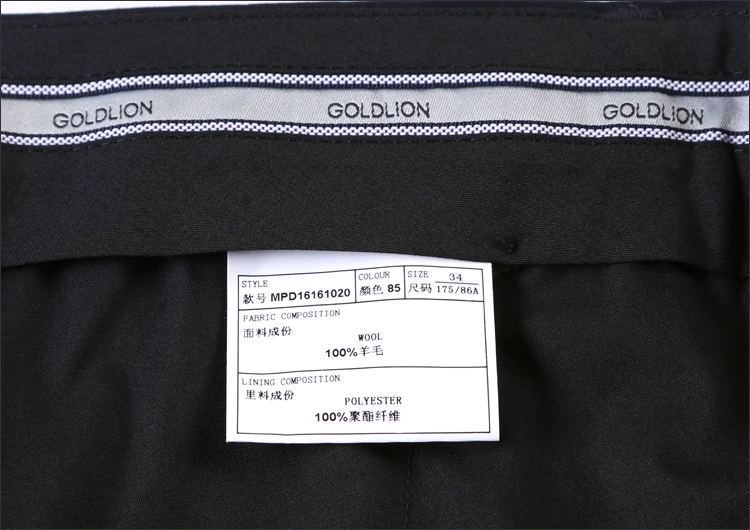 GOLDLION GOLDLION GOLDLION
STYLE
款号 MPD16161020
COLOUR
颜色 85
SIZE 34
尺码 175/86A
FABRIC COMPOSITION
面料成份
WOOL
100%羊毛
LINING COMPOSITION
里料成份
POLYESTER
100%聚酯纤维